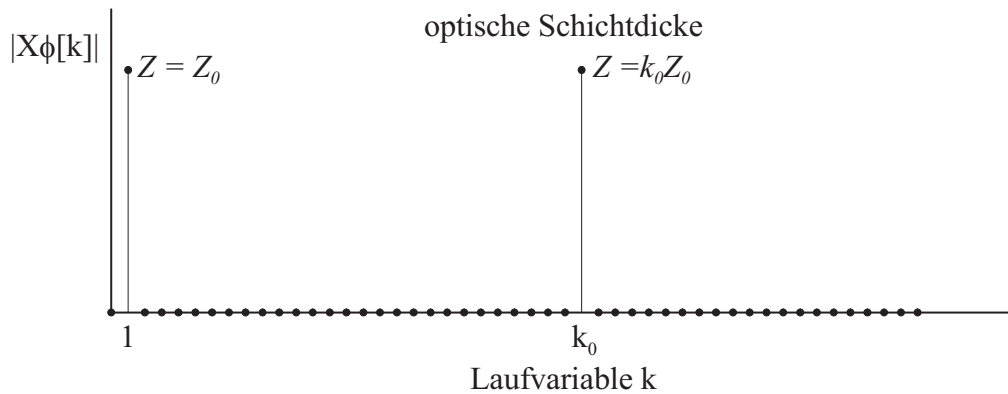 optische Schichtdicke
|Xϕ[k]|
Z = Z₀
Z =k₀Z₀
1
k₀
Laufvariable k